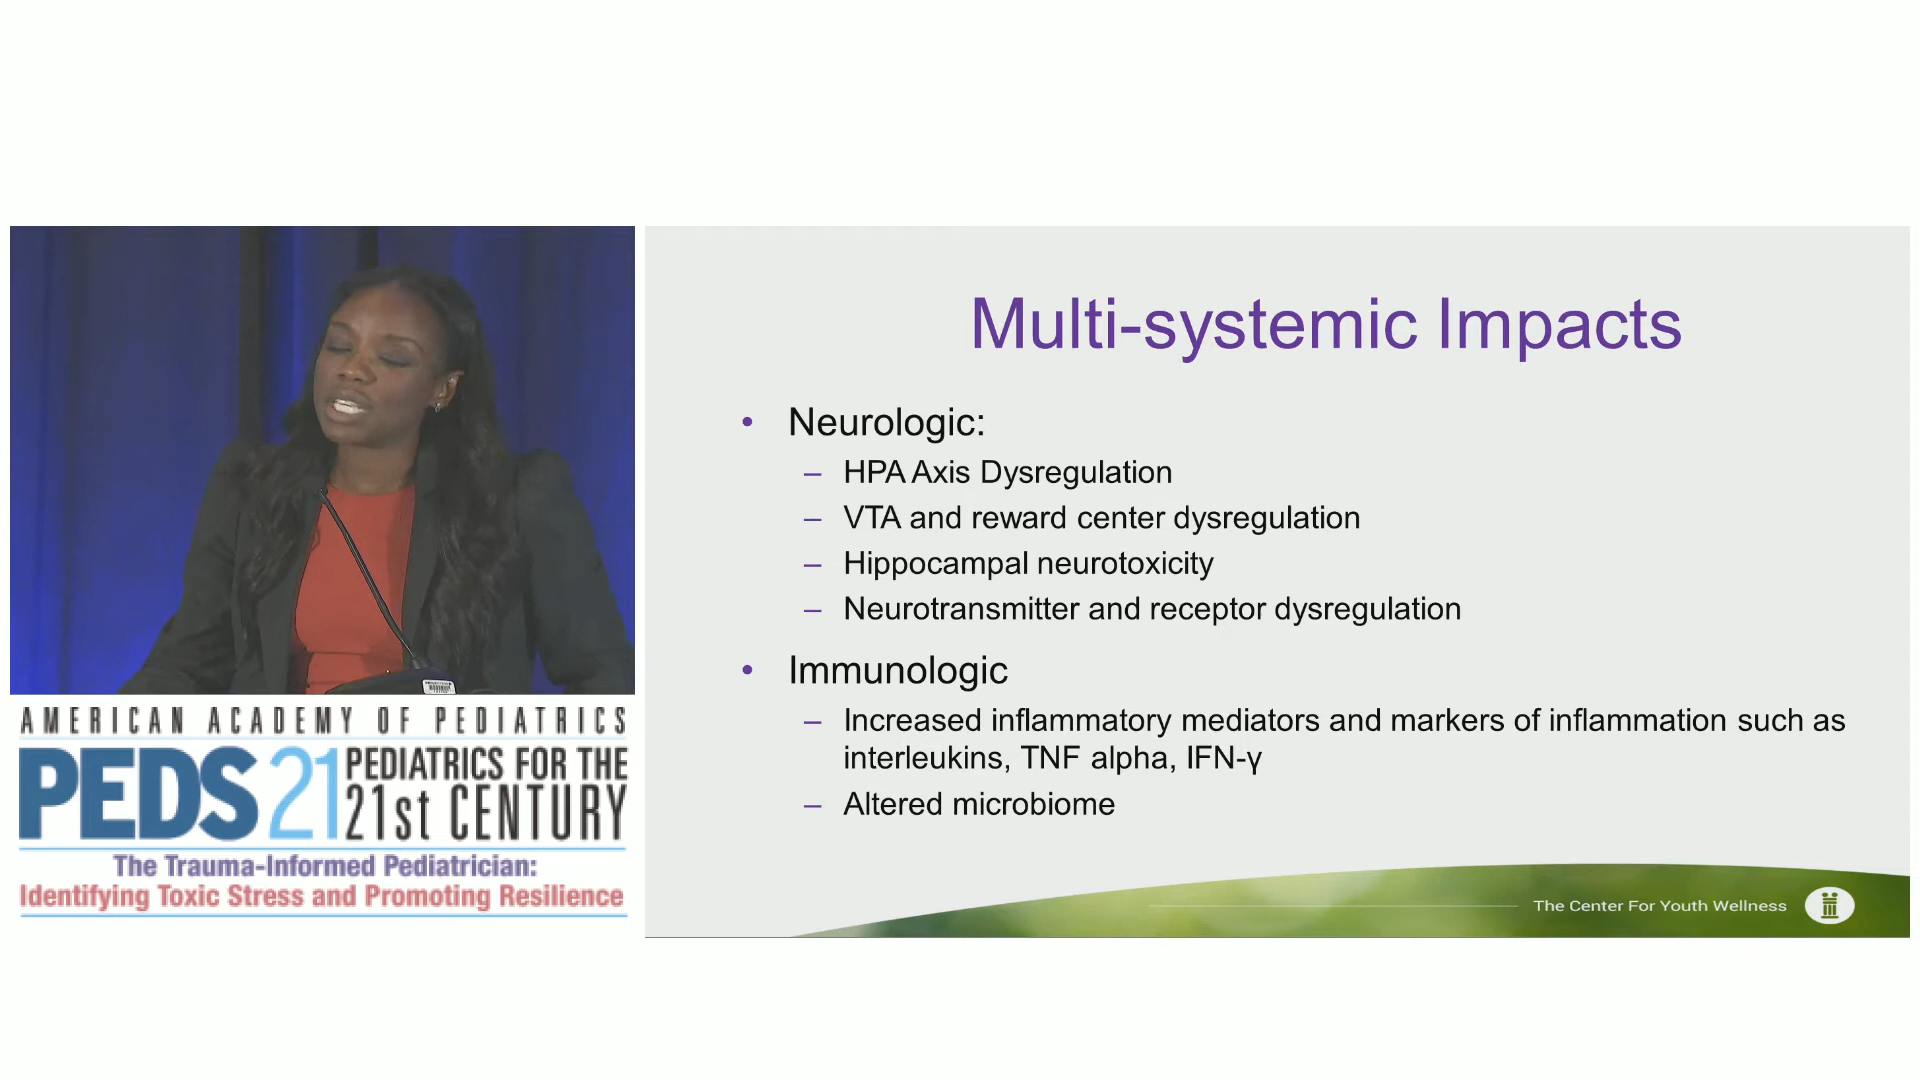 Multi-systemic Impacts
• Neurologic:
– HPA Axis Dysregulation
– VTA and reward center dysregulation
– Hippocampal neurotoxicity
– Neurotransmitter and receptor dysregulation
• Immunologic
– Increased inflammatory mediators and markers of inflammation such as
interleukins, TNF alpha, IFN-γ
– Altered microbiome
The Center For Youth Wellness
AMERICAN ACADEMY OF PEDIATRICS
PEDS 21 PEDIATRICS FOR THE
21st CENTURY
The Trauma-Informed Pediatrician:
Identifying Toxic Stress and Promoting Resilience